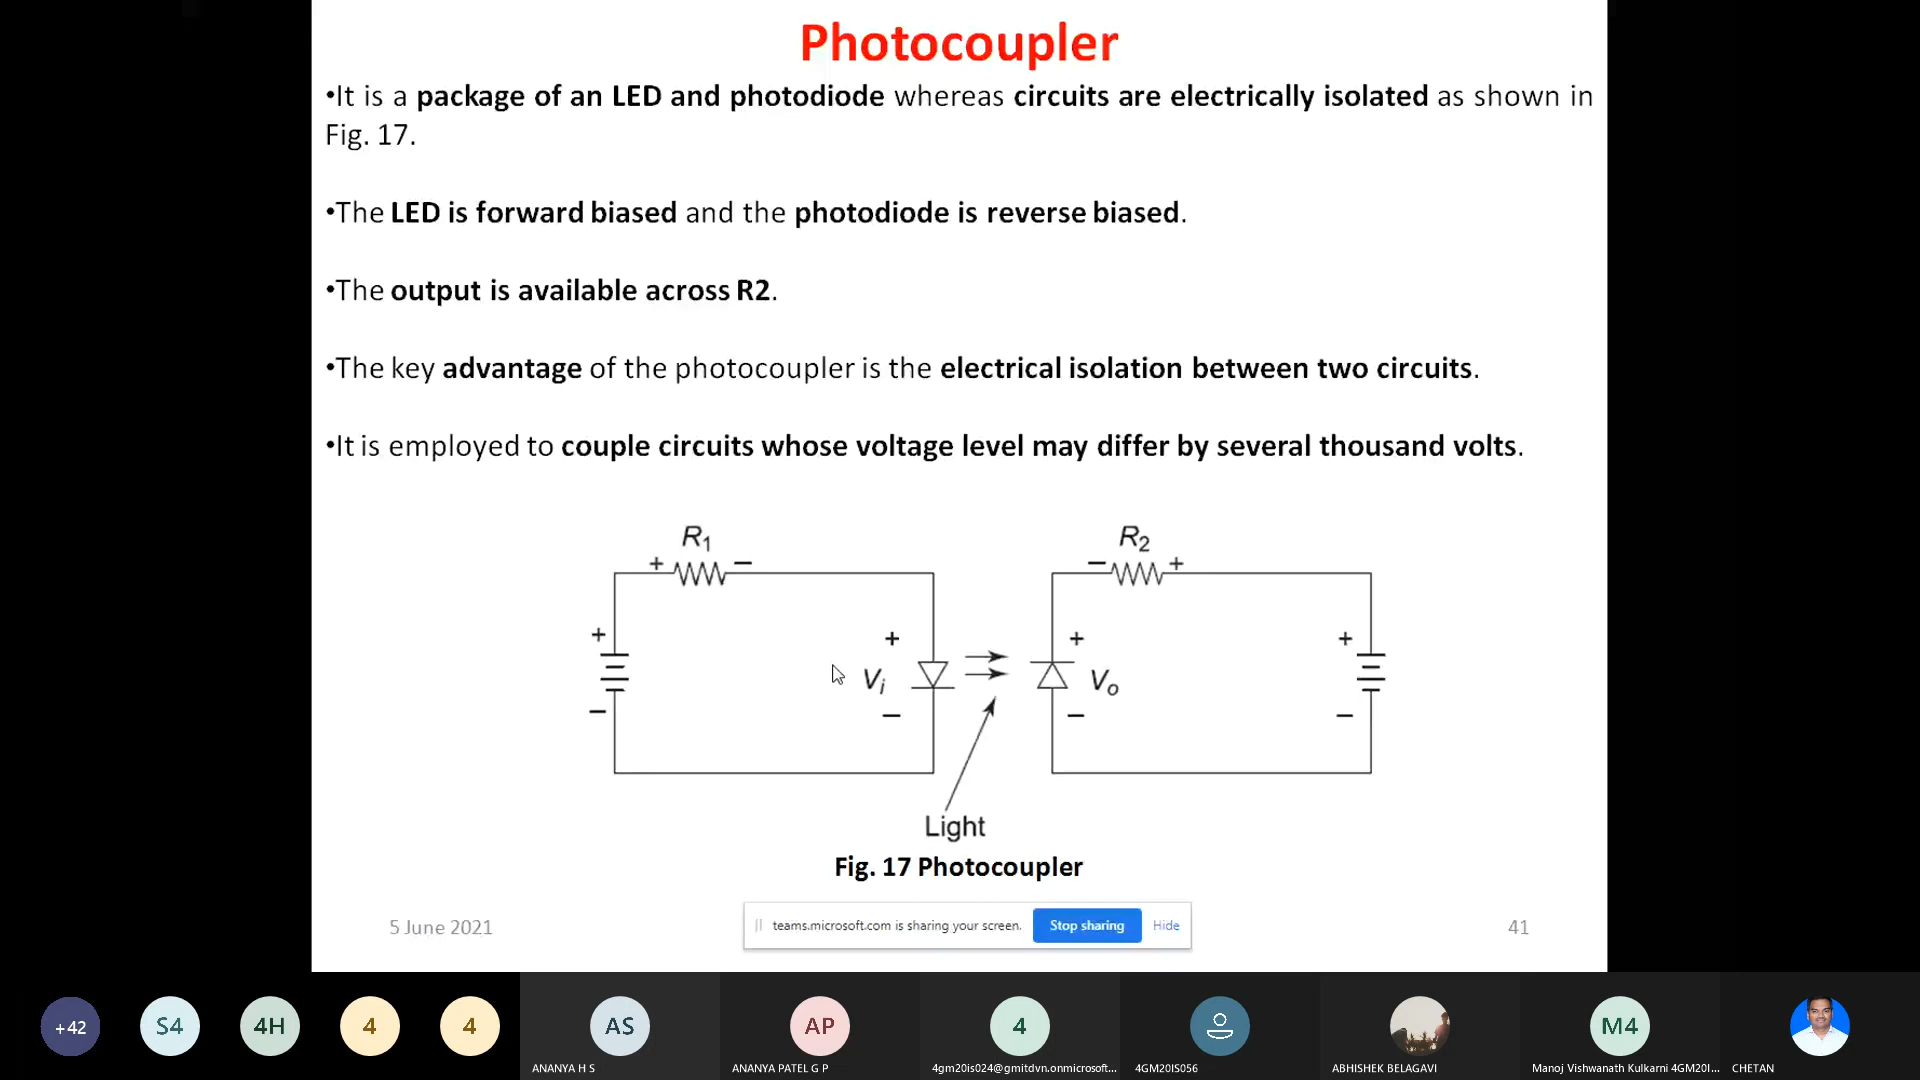 Photocoupler
•It is a package of an LED and photodiode whereas circuits are electrically isolated as shown in
Fig. 17.
•The LED is forward biased and the photodiode is reverse biased.
•The output is available across R2.
•The key advantage of the photocoupler is the electrical isolation between two circuits.
•It is employed to couple circuits whose voltage level may differ by several thousand volts.
R1 R2
+ − − +
+ + + +
Vi Vo
− − − −
Light
Fig. 17 Photocoupler
5 June 2021
teams.microsoft.com is sharing your screen. Stop sharing Hide
41
+42 S4 4H 4 4 AS AP 4 M4
ANANYA H S ANANYA PATEL G P 4gm20is024@gmitdvn.onmicrosoft... 4GM20IS056 ABHISHEK BELAGAVI Manoj Vishwanath Kulkarni 4GM20I... CHETAN